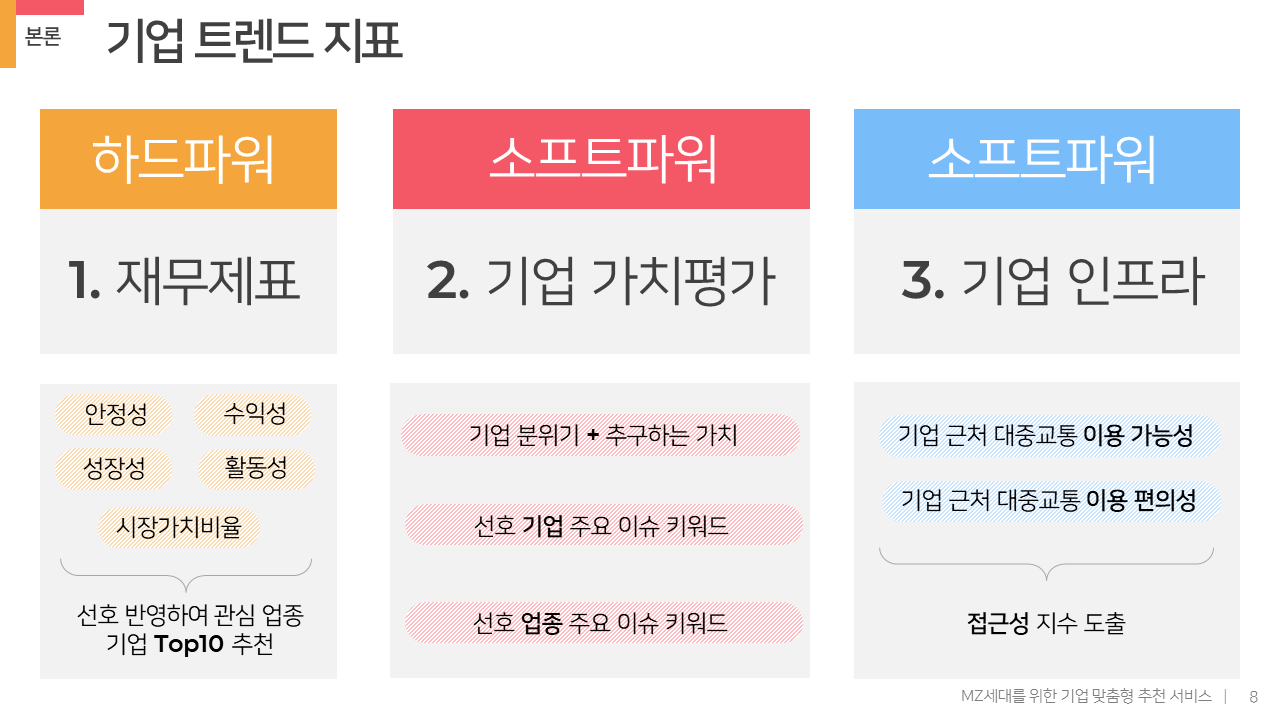 본론
기업 트렌드 지표
하드파워
1. 재무제표
안정성
수익성
성장성
활동성
시장가치비율
선호 반영하여 관심 업종
기업 Top10 추천
소프트파워
2. 기업 가치평가
기업 분위기 + 추구하는 가치
선호 기업 주요 이슈 키워드
선호 업종 주요 이슈 키워드
소프트파워
3. 기업 인프라
기업 근처 대중교통 이용 가능성
기업 근처 대중교통 이용 편의성
접근성 지수 도출
MZ세대를 위한 기업 맞춤형 추천 서비스 | 8